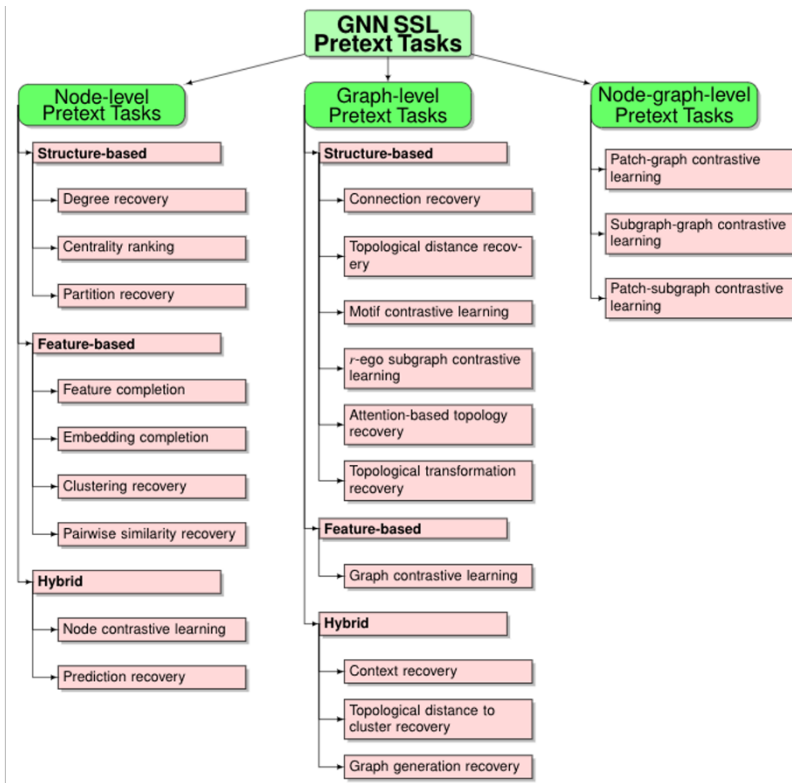 GNN SSL
Pretext Tasks
Node-level
Pretext Tasks
Structure-based
Degree recovery
Centrality ranking
Partition recovery
Feature-based
Feature completion
Embedding completion
Clustering recovery
Pairwise similarity recovery
Hybrid
Node contrastive learning
Prediction recovery
Graph-level
Pretext Tasks
Structure-based
Connection recovery
Topological distance recov-
ery
Motif contrastive learning
r-ego subgraph contrastive
learning
Attention-based topology
recovery
Topological transformation
recovery
Feature-based
Graph contrastive learning
Hybrid
Context recovery
Topological distance to
cluster recovery
Graph generation recovery
Node-graph-level
Pretext Tasks
Patch-graph contrastive
learning
Subgraph-graph contrastive
learning
Patch-subgraph contrastive
learning